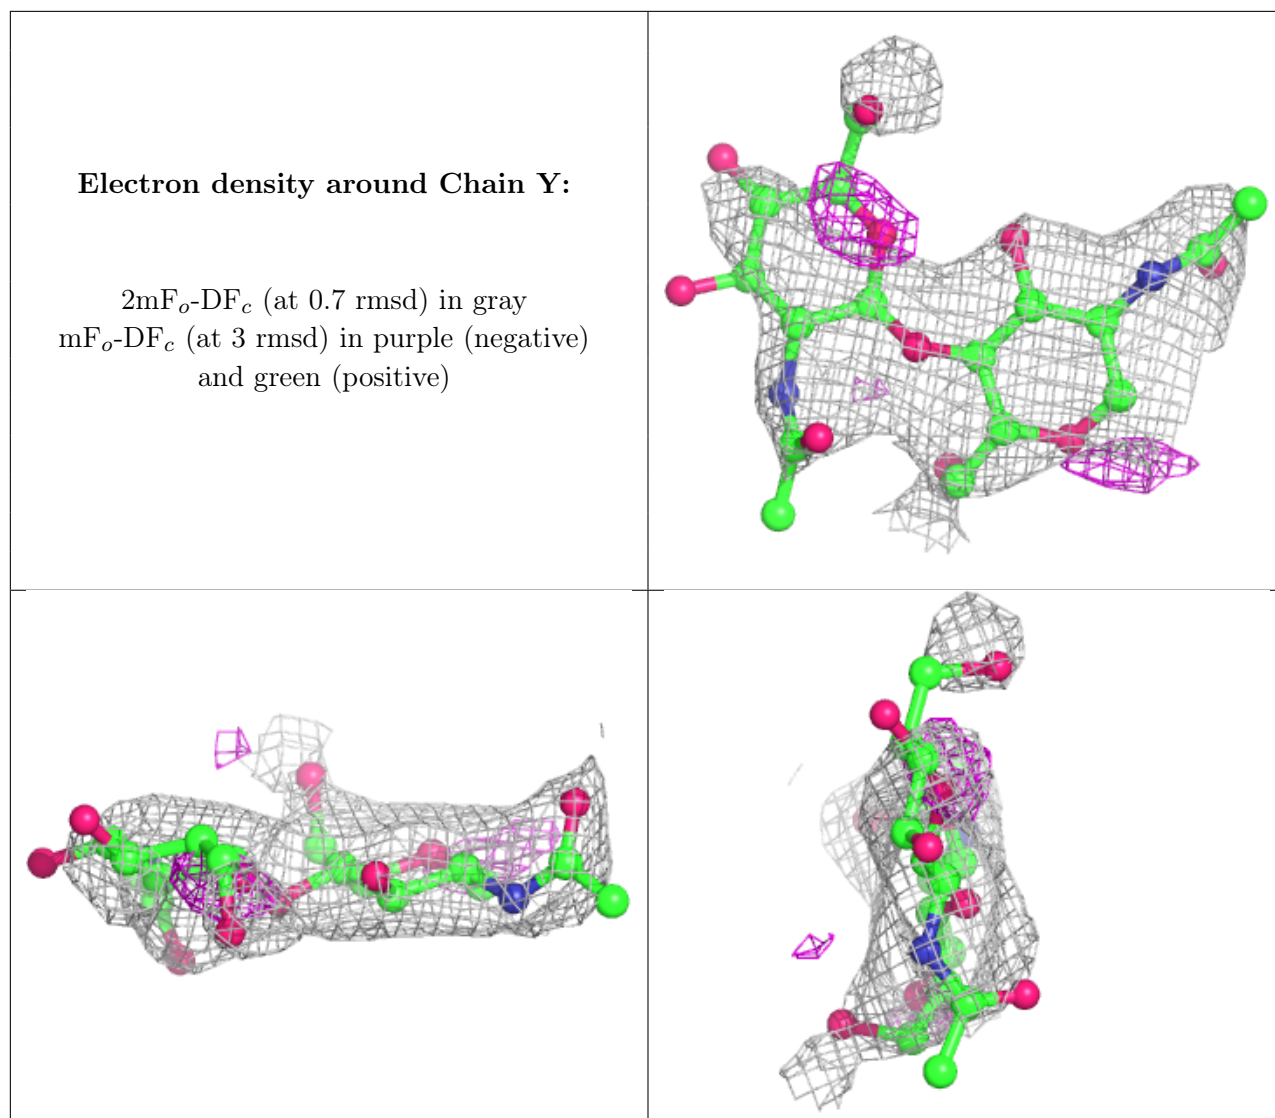 Electron density around Chain Y:
2mFo-DFc (at 0.7 rmsd) in gray
mFo-DFc (at 3 rmsd) in purple (negative)
and green (positive)